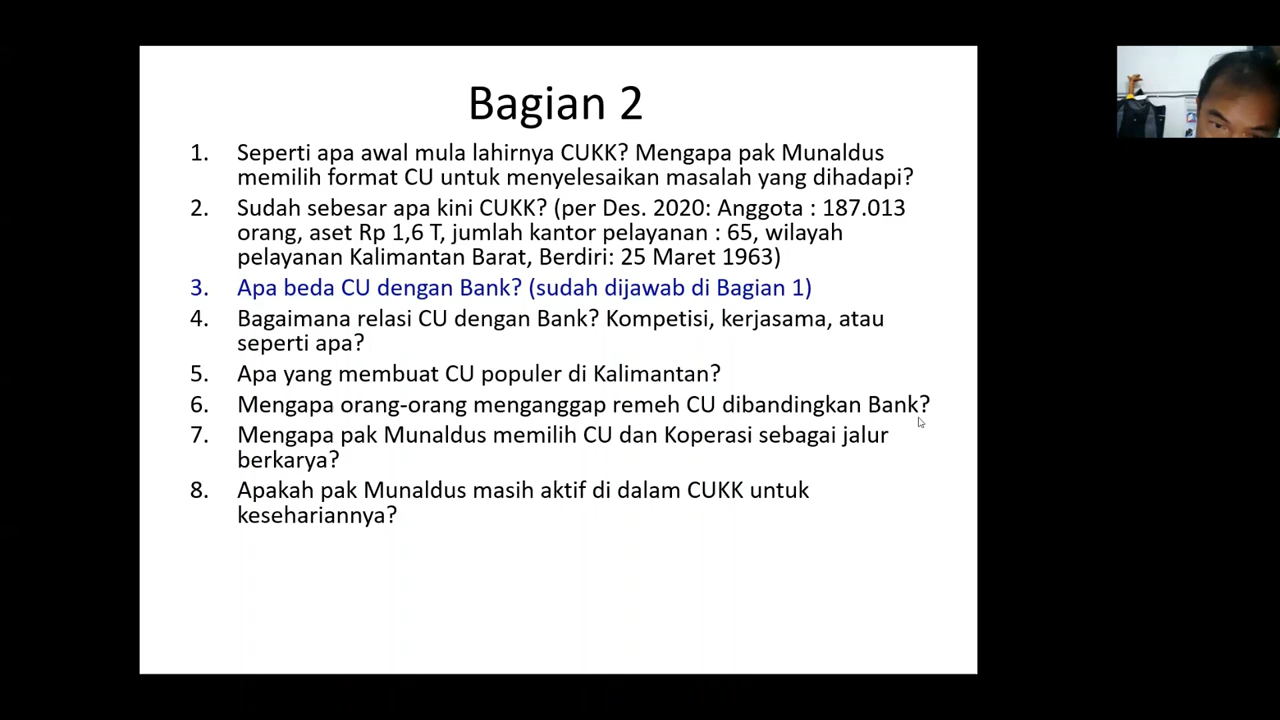 Bagian 2
1. Seperti apa awal mula lahirnya CUKK? Mengapa pak Munaldus
memilih format CU untuk menyelesaikan masalah yang dihadapi?
2. Sudah sebesar apa kini CUKK? (per Des. 2020: Anggota : 187.013
orang, aset Rp 1,6 T, jumlah kantor pelayanan : 65, wilayah
pelayanan Kalimantan Barat, Berdiri: 25 Maret 1963)
3. Apa beda CU dengan Bank? (sudah dijawab di Bagian 1)
4. Bagaimana relasi CU dengan Bank? Kompetisi, kerjasama, atau
seperti apa?
5. Apa yang membuat CU populer di Kalimantan?
6. Mengapa orang-orang menganggap remeh CU dibandingkan Bank?
7. Mengapa pak Munaldus memilih CU dan Koperasi sebagai jalur
berkarya?
8. Apakah pak Munaldus masih aktif di dalam CUKK untuk
kesehariannya?